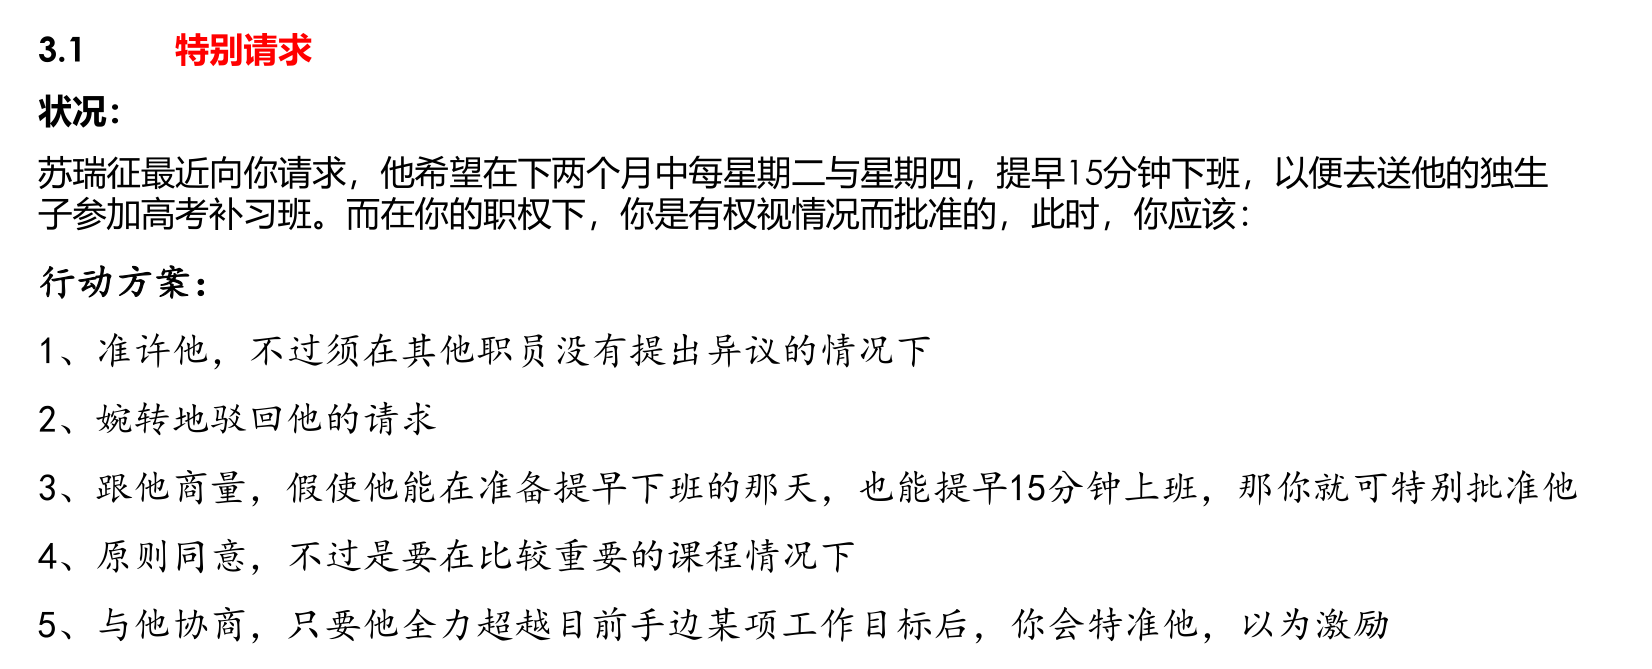 3.1 特别请求
状况：
苏瑞征最近向你请求，他希望在下两个月中每星期二与星期四，提早15分钟下班，以便去送他的独生
子参加高考补习班。而在你的职权下，你是有权视情况而批准的，此时，你应该：
行动方案：
1、准许他，不过须在其他职员没有提出异议的情况下
2、婉转地驳回他的请求
3、跟他商量，假使他能在准备提早下班的那天，也能提早15分钟上班，那你就可特别批准他
4、原则同意，不过是要在比较重要的课程情况下
5、与他协商，只要他全力超越目前手边某项工作目标后，你会特准他，以为激励